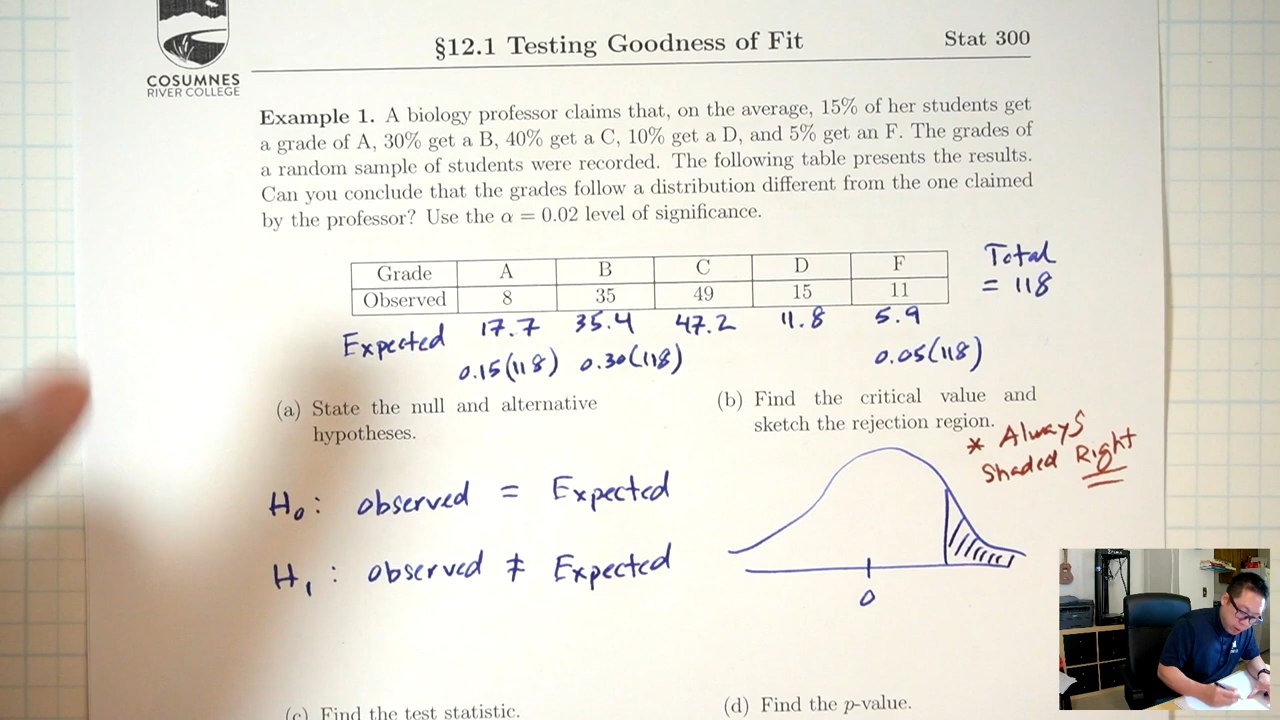 COSUMNES
RIVER COLLEGE
§12.1 Testing Goodness of Fit
Stat 300
Example 1. A biology professor claims that, on the average, 15% of her students get
a grade of A, 30% get a B, 40% get a C, 10% get a D, and 5% get an F. The grades of
a random sample of students were recorded. The following table presents the results.
Can you conclude that the grades follow a distribution different from the one claimed
by the professor? Use the α = 0.02 level of significance.
Grade A B C D F
Observed 8 35 49 15 11
Total
= 118
Expected 17.7 35.4 47.2 11.8 5.9
0.15(118) 0.30(118) 0.05(118)
(a) State the null and alternative
hypotheses.
H₀: observed = Expected
H₁: observed ≠ Expected
(b) Find the critical value and
sketch the rejection region.
* Always
Shaded Right
0
(c) Find the test statistic.
(d) Find the p-value.